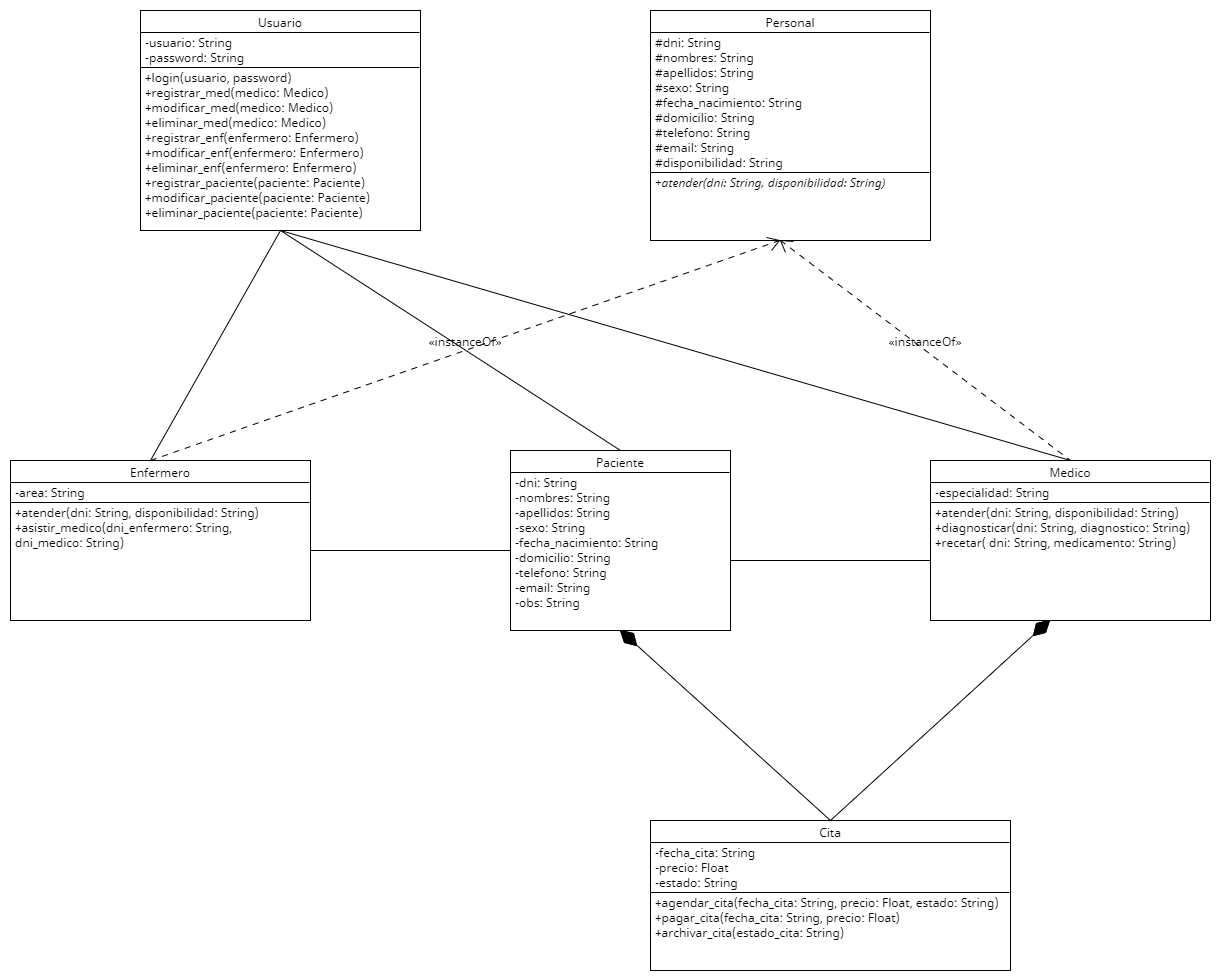 Usuario
-usuario: String
-password: String
+login(usuario, password)
+registrar_med(medico: Medico)
+modificar_med(medico: Medico)
+eliminar_med(medico: Medico)
+registrar_enf(enfermero: Enfermero)
+modificar_enf(enfermero: Enfermero)
+eliminar_enf(enfermero: Enfermero)
+registrar_paciente(paciente: Paciente)
+modificar_paciente(paciente: Paciente)
+eliminar_paciente(paciente: Paciente)
Personal
#dni: String
#nombres: String
#apellidos: String
#sexo: String
#fecha_nacimiento: String
#domicilio: String
#telefono: String
#email: String
#disponibilidad: String
+atender(dni: String, disponibilidad: String)
«instanceOf»
«instanceOf»
Enfermero
-area: String
+atender(dni: String, disponibilidad: String)
+asistir_medico(dni_enfermero: String,
dni_medico: String)
Paciente
-dni: String
-nombres: String
-apellidos: String
-sexo: String
-fecha_nacimiento: String
-domicilio: String
-telefono: String
-email: String
-obs: String
Medico
-especialidad: String
+atender(dni: String, disponibilidad: String)
+diagnosticar(dni: String, diagnostico: String)
+recetar( dni: String, medicamento: String)
Cita
-fecha_cita: String
-precio: Float
-estado: String
+agendar_cita(fecha_cita: String, precio: Float, estado: String)
+pagar_cita(fecha_cita: String, precio: Float)
+archivar_cita(estado_cita: String)